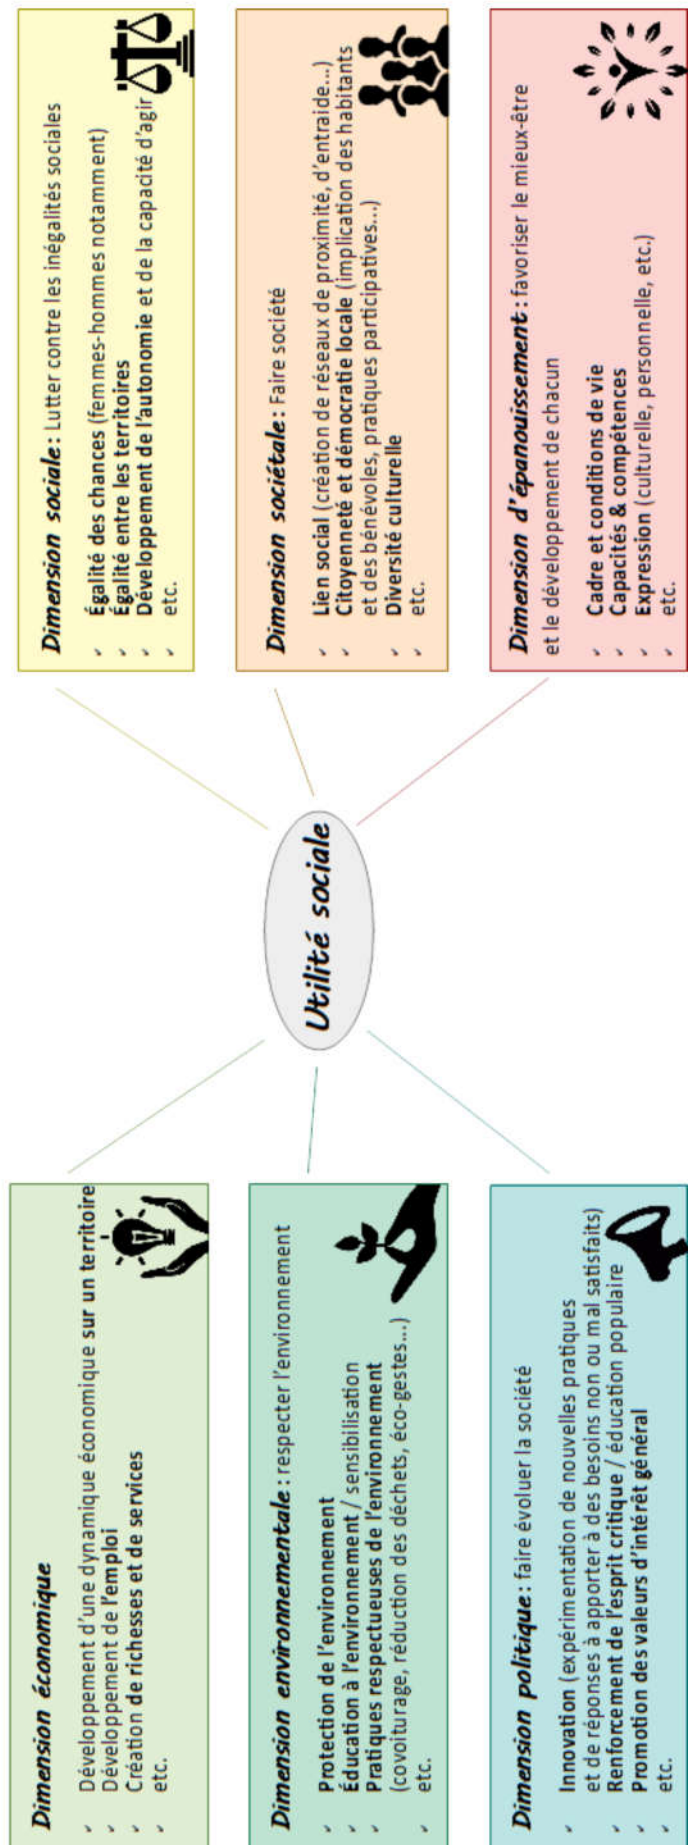 Dimension économique
✓ Développement d'une dynamique économique sur un territoire
✓ Développement de l'emploi
✓ Création de richesses et de services
✓ etc.
Dimension environnementale : respecter l'environnement
✓ Protection de l'environnement
✓ Éducation à l'environnement / sensibilisation
✓ Pratiques respectueuses de l'environnement
(covoiturage, réduction des déchets, éco-gestes...)
✓ etc.
Dimension politique : faire évoluer la société
✓ Innovation (expérimentation de nouvelles pratiques
et de réponses à apporter à des besoins non ou mal satisfaits)
✓ Renforcement de l'esprit critique / éducation populaire
✓ Promotion des valeurs d'intérêt général
✓ etc.
Utilité sociale
Dimension sociale : Lutter contre les inégalités sociales
✓ Égalité des chances (femmes-hommes notamment)
✓ Égalité entre les territoires
✓ Développement de l'autonomie et de la capacité d'agir
✓ etc.
Dimension sociétale : Faire société
✓ Lien social (création de réseaux de proximité, d'entraide...)
✓ Citoyenneté et démocratie locale (implication des habitants
et des bénévoles, pratiques participatives...)
✓ Diversité culturelle
✓ etc.
Dimension d'épanouissement : favoriser le mieux-être
et le développement de chacun
✓ Cadre et conditions de vie
✓ Capacités & compétences
✓ Expression (culturelle, personnelle, etc.)
✓ etc.